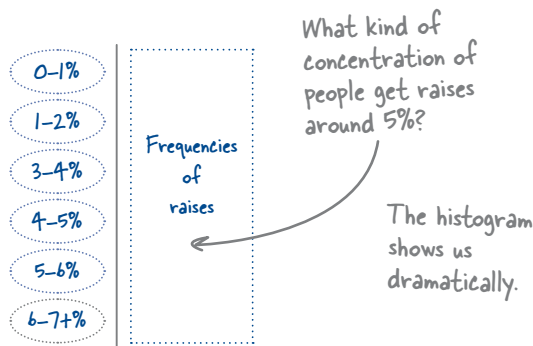 0–1%
1–2%
3–4%
4–5%
5–6%
6–7+%
Frequencies
of
raises
What kind of
concentration of
people get raises
around 5%?
The histogram
shows us
dramatically.